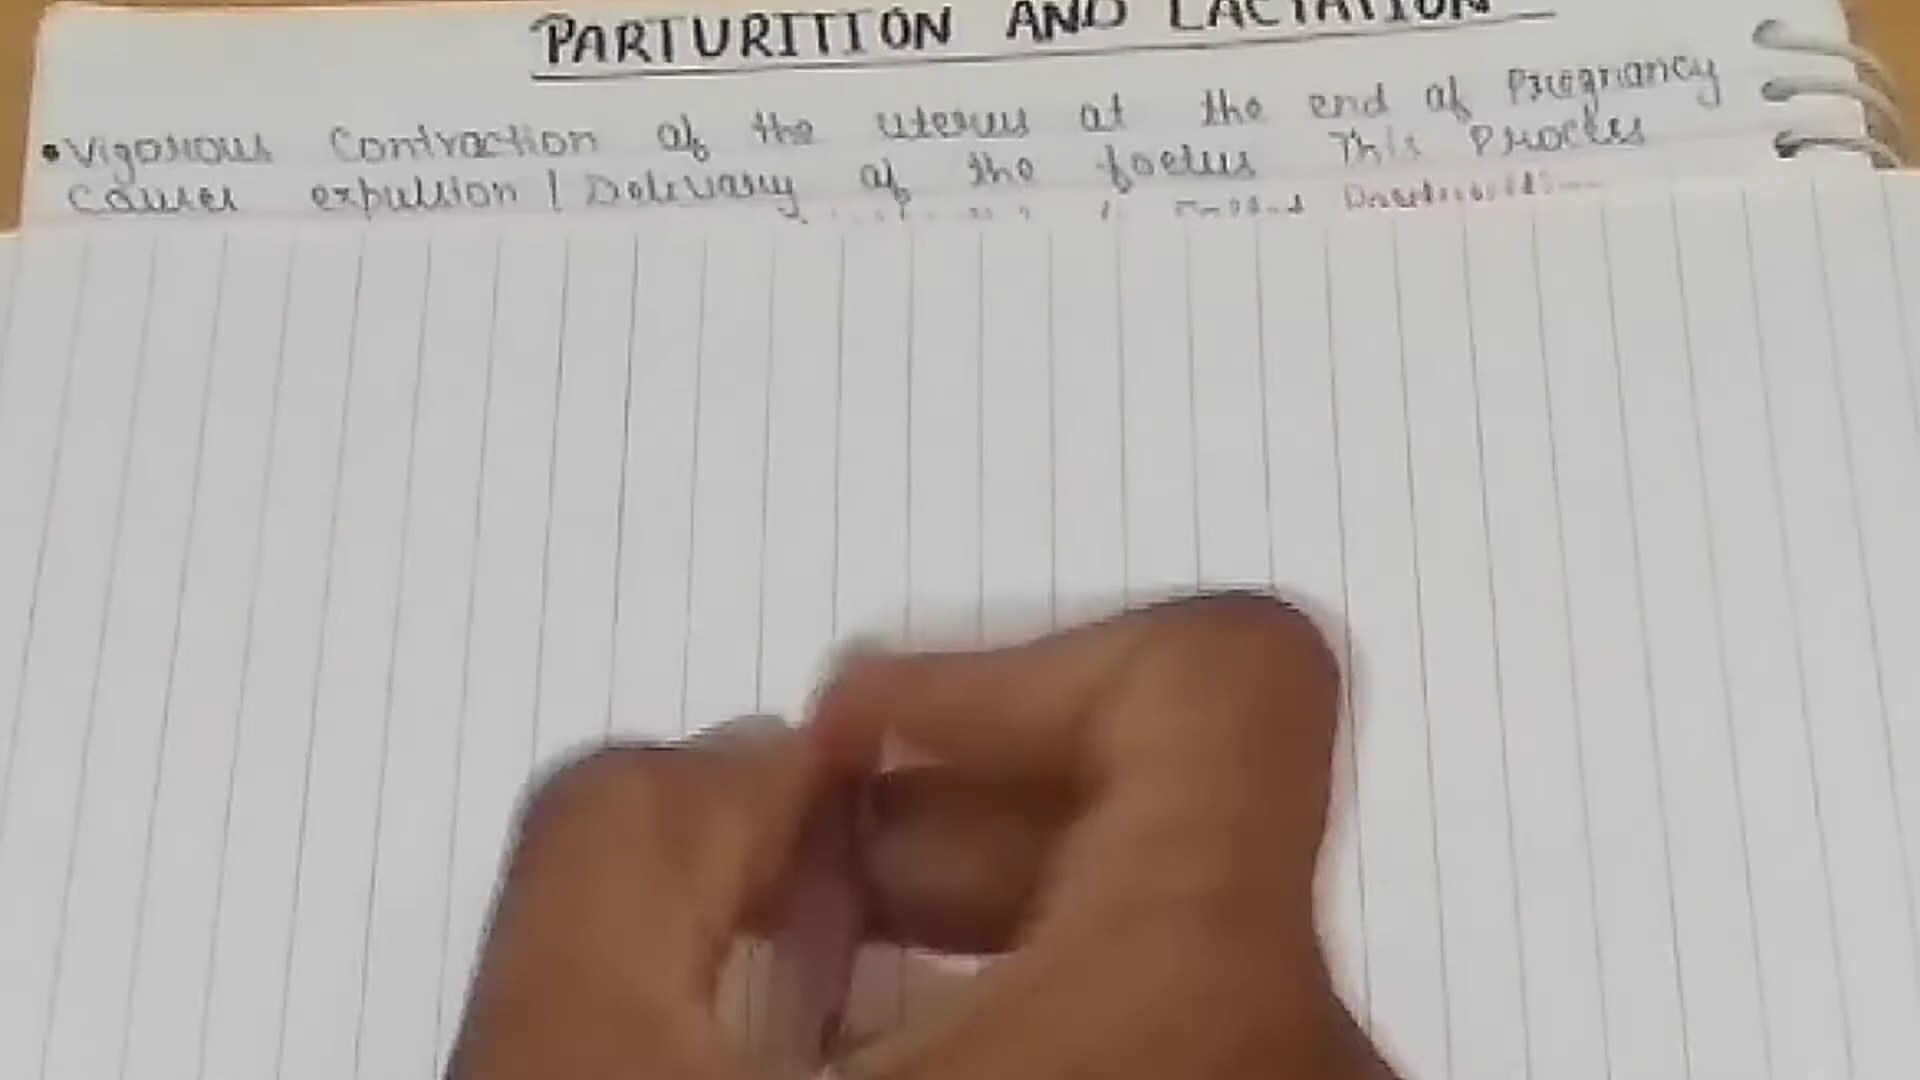 PARTURITION AND LACTATION
•Vigorous Contraction of the uterus at the end of Pregnancy
Causes expulsion / Delivary of the foetus This Process